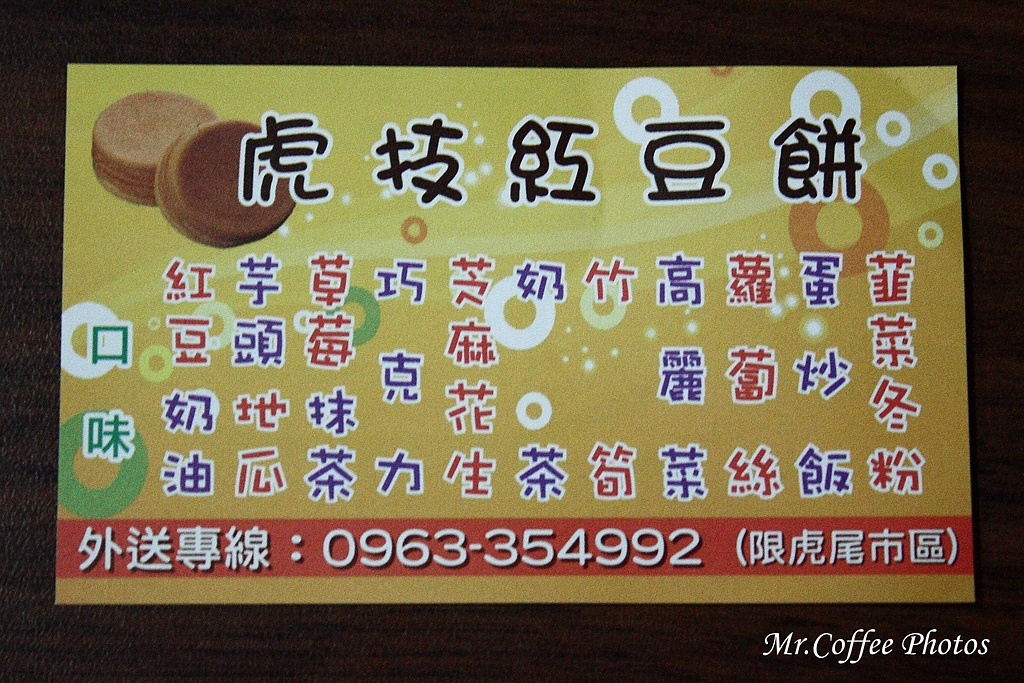 虎技紅豆餅
口味
紅豆
奶油
芋頭
地瓜
草莓
抹茶
巧克力
芝麻花生
奶茶
竹筍
高麗菜
蘿蔔絲
蛋炒飯
韮菜冬粉
外送專線：0963-354992 (限虎尾市區)
Mr.Coffee Photos